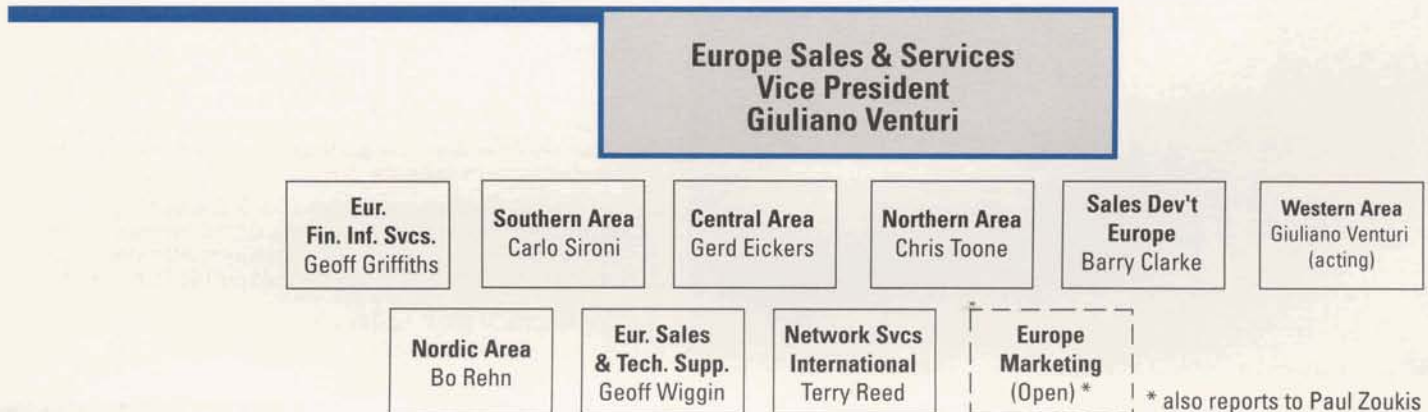 Europe Sales & Services
Vice President
Giuliano Venturi
Eur.
Fin. Inf. Svcs.
Geoff Griffiths
Southern Area
Carlo Sironi
Central Area
Gerd Eickers
Northern Area
Chris Toone
Sales Dev't
Europe
Barry Clarke
Western Area
Giuliano Venturi
(acting)
Nordic Area
Bo Rehn
Eur. Sales
& Tech. Supp.
Geoff Wiggin
Network Svcs
International
Terry Reed
Europe
Marketing
(Open) *
* also reports to Paul Zoukis